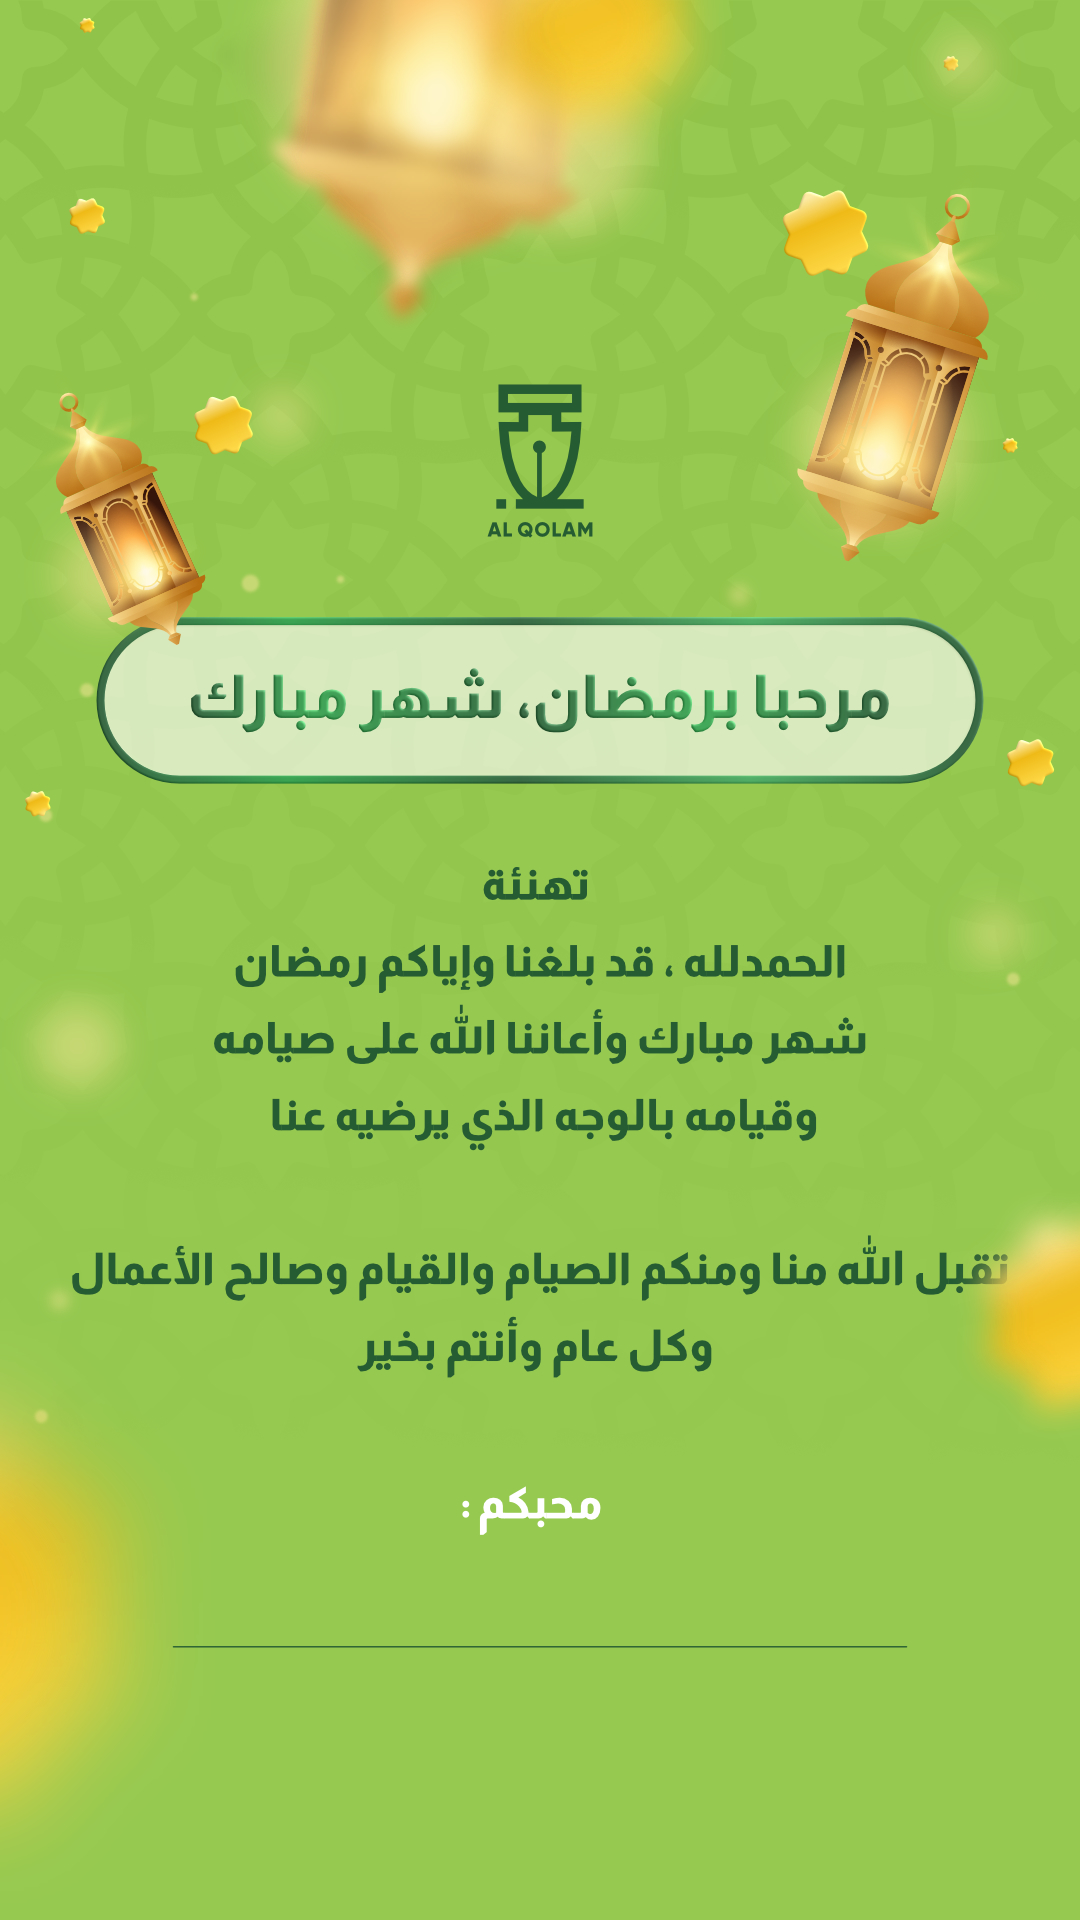 AL QOLAM
مرحبا برمضان، شهر مبارك
تهنئة
الحمدلله ، قد بلغنا وإياكم رمضان
شهر مبارك وأعاننا الله على صيامه
وقيامه بالوجه الذي يرضيه عنا
تقبل الله منا ومنكم الصيام والقيام وصالح الأعمال
وكل عام وأنتم بخير
محبكم :